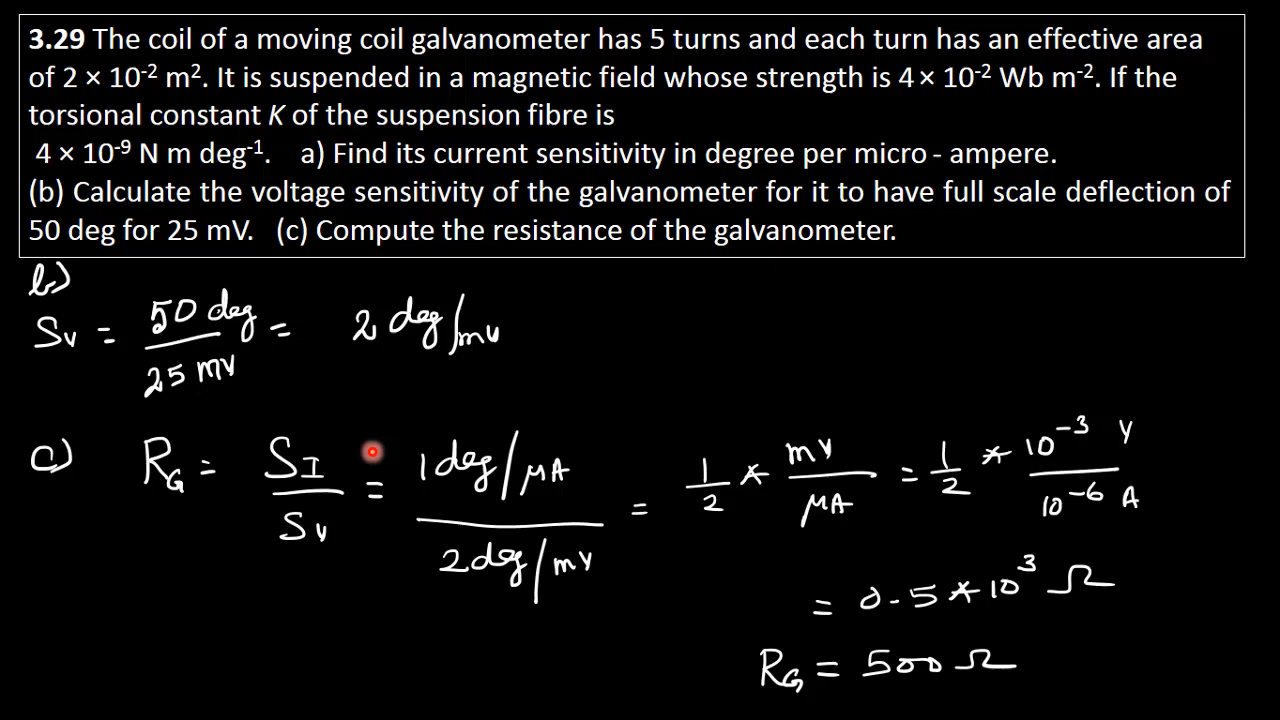 3.29 The coil of a moving coil galvanometer has 5 turns and each turn has an effective area
of 2 × 10⁻² m². It is suspended in a magnetic field whose strength is 4 × 10⁻² Wb m⁻². If the
torsional constant K of the suspension fibre is
4 × 10⁻⁹ N m deg⁻¹. a) Find its current sensitivity in degree per micro - ampere.
(b) Calculate the voltage sensitivity of the galvanometer for it to have full scale deflection of
50 deg for 25 mV. (c) Compute the resistance of the galvanometer.
b)
Sv = 50 deg / 25 mV = 2 deg/mV
c) R_G = S_I / S_V = 1 deg/μA / 2 deg/mV = 1/2 * mV/μA = 1/2 * 10⁻³ V / 10⁻⁶ A
= 0.5 * 10³ Ω
R_G = 500 Ω